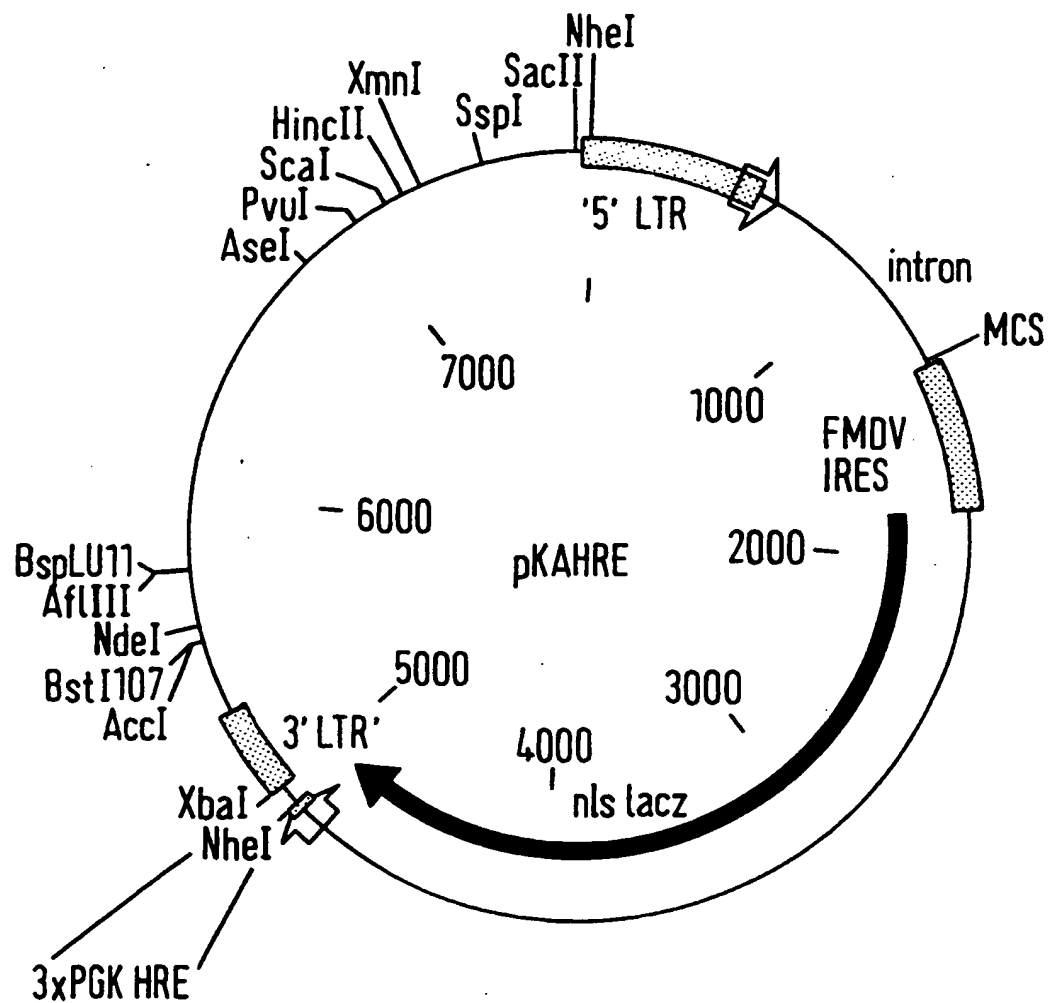 NheI
SacII
XmnI
SspI
HincII
ScaI
PvuI
AseI
'5' LTR
intron
MCS
7000
1000
FMDV
IRES
6000
2000
pKAHRE
BspLU11
AflIII
NdeI
BstI107
AccI
5000
3000
3' LTR'
4000
nls lacz
XbaI
NheI
3xPGK HRE